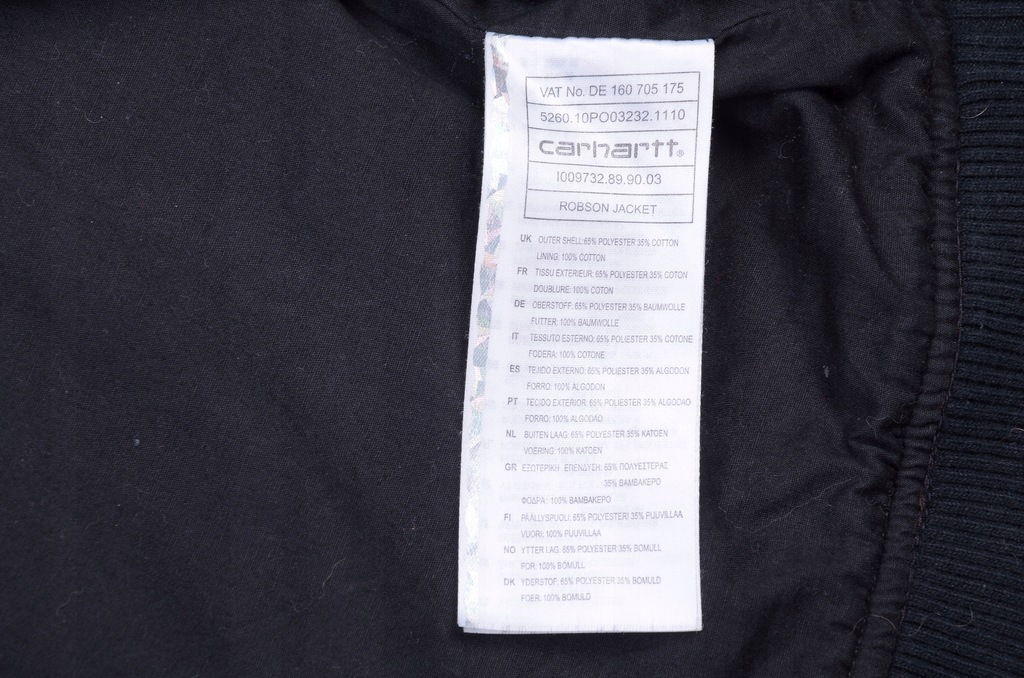 VAT No. DE 160 705 175
5260.10PO03232.1110
carhartt®
I009732.89.90.03
ROBSON JACKET
UK OUTER SHELL:65% POLYESTER 35% COTTON
LINING: 100% COTTON
FR TISSU EXTERIEUR: 65% POLYESTER 35% COTON
DOUBLURE: 100% COTON
DE OBERSTOFF: 65% POLYESTER 35% BAUMWOLLE
FUTTER: 100% BAUMWOLLE
IT TESSUTO ESTERNO: 65% POLIESTER 35% COTONE
FODERA: 100% COTONE
ES TEJIDO EXTERNO: 65% POLIESTER 35% ALGODON
FORRO: 100% ALGODON
PT TECIDO EXTERIOR: 65% POLIESTER 35% ALGODAO
FORRO: 100% ALGODAO
NL BUITEN LAAG: 65% POLYESTER 35% KATOEN
VOERING: 100% KATOEN
GR ΕΞΩΤΕΡΙΚΗ ΕΠΕΝΔΥΣΗ: 65% ΠΟΛΥΕΣΤΕΡΑΣ
35% ΒΑΜΒΑΚΕΡΟ
ΦΟΔΡΑ: 100% ΒΑΜΒΑΚΕΡΟ
FI PÄÄLLYSPUOLI: 65% POLYESTERI 35% PUUVILLAA
VUORI: 100% PUUVILLAA
NO YTTER LAG: 65% POLYESTER 35% BOMULL
FOR: 100% BOMULL
DK YDERSTOF: 65% POLYESTER 35% BOMULD
FOER: 100% BOMULD